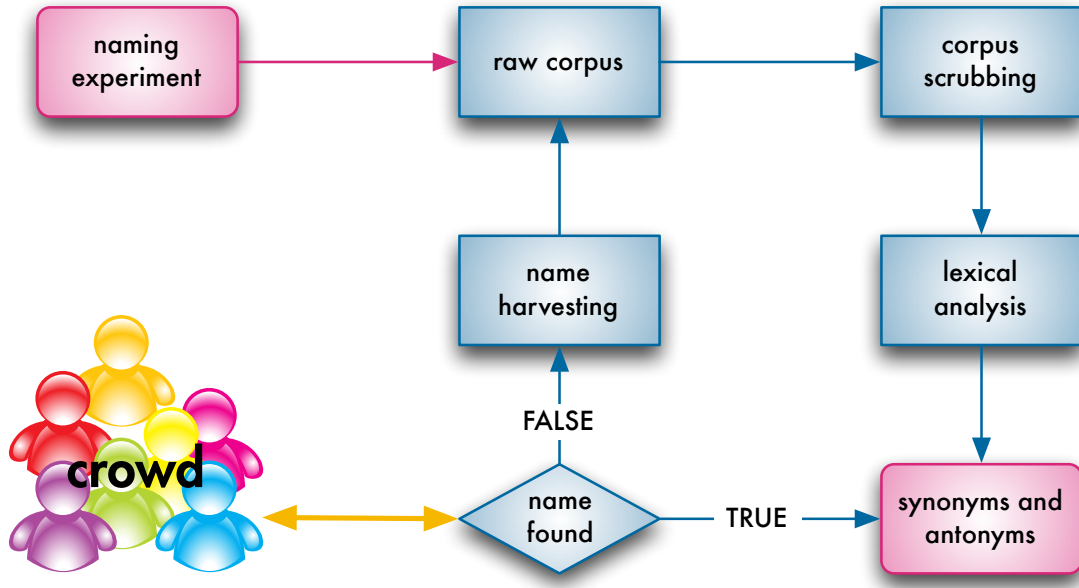 naming
experiment
raw corpus
corpus
scrubbing
name
harvesting
lexical
analysis
FALSE
crowd
name
found
TRUE
synonyms and
antonyms